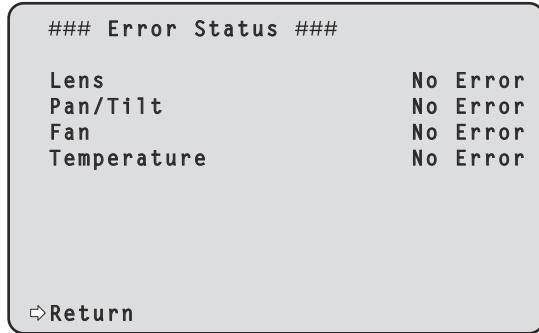 ### Error Status ###
Lens No Error
Pan/Tilt No Error
Fan No Error
Temperature No Error
⇨Return